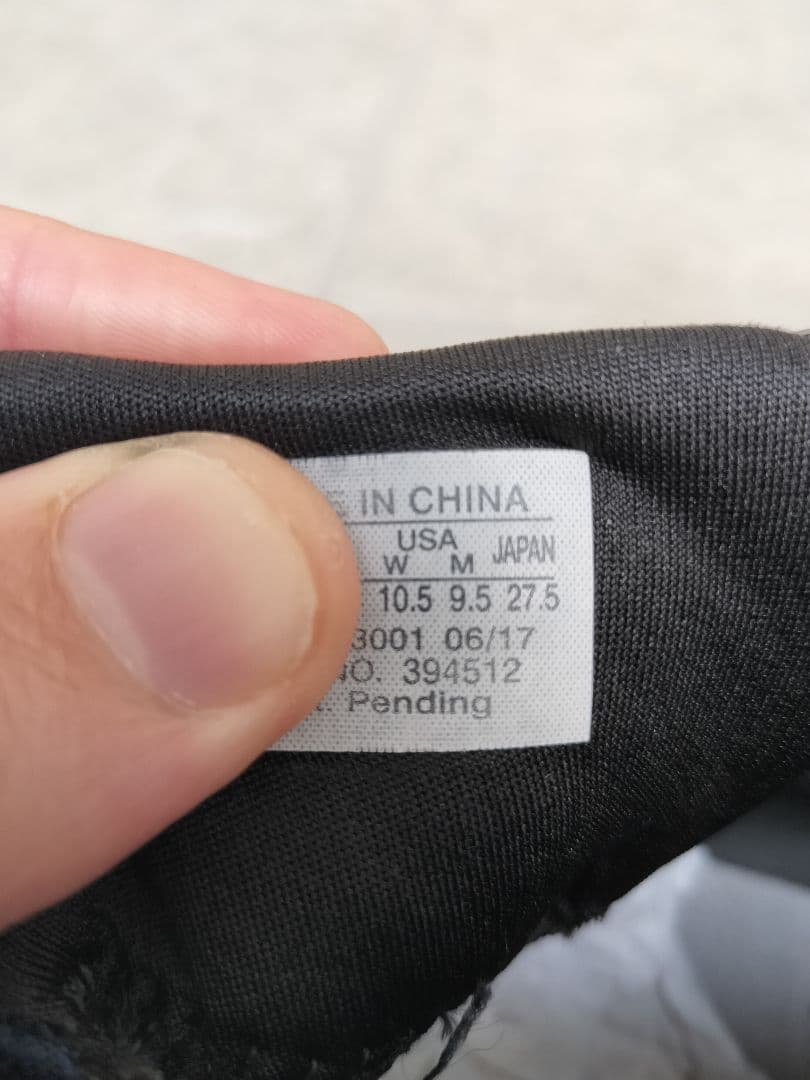 IN CHINA
USA JAPAN
W M
10.5 9.5 27.5
3001 06/17
394512
Pending